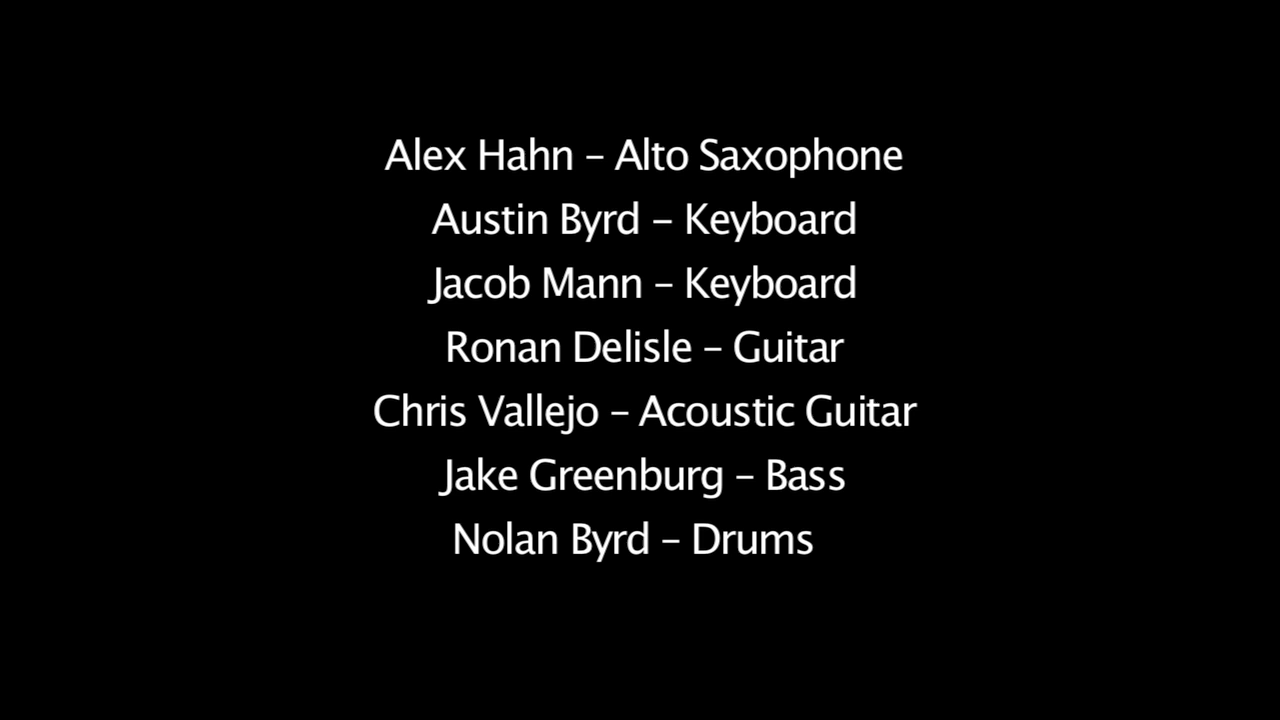 Alex Hahn – Alto Saxophone
Austin Byrd – Keyboard
Jacob Mann – Keyboard
Ronan Delisle – Guitar
Chris Vallejo – Acoustic Guitar
Jake Greenburg – Bass
Nolan Byrd – Drums